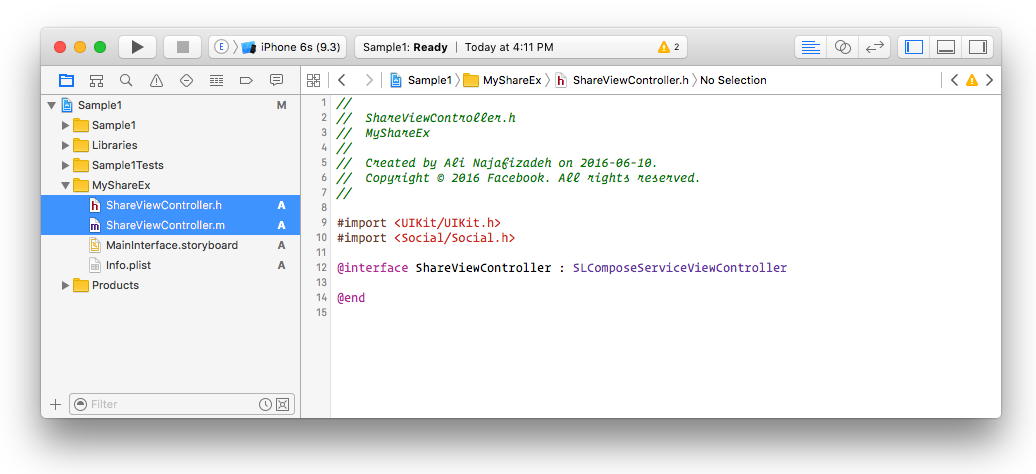 E iPhone 6s (9.3)
Sample1: Ready | Today at 4:11 PM
2
Sample1 MyShareEx h ShareViewController.h No Selection
Sample1 M
Sample1
Libraries
Sample1Tests
MyShareEx
h ShareViewController.h A
m ShareViewController.m A
MainInterface.storyboard A
Info.plist A
Products
Filter
1 //
2 //  ShareViewController.h
3 //  MyShareEx
4 //
5 //  Created by Ali Najafizadeh on 2016-06-10.
6 //  Copyright © 2016 Facebook. All rights reserved.
7 //
8
9 #import <UIKit/UIKit.h>
10 #import <Social/Social.h>
11
12 @interface ShareViewController : SLComposeServiceViewController
13
14 @end
15